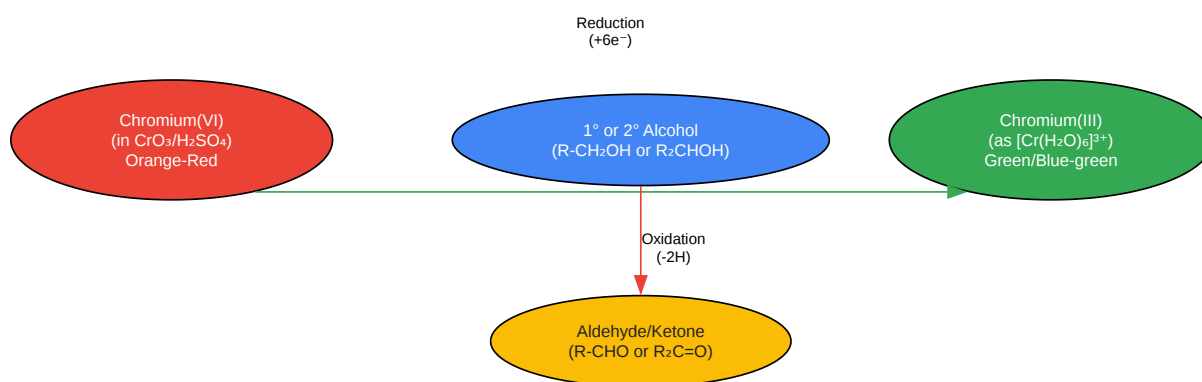 Reduction
(+6e⁻)
Chromium(VI)
(in CrO₃/H₂SO₄)
Orange-Red
1° or 2° Alcohol
(R-CH₂OH or R₂CHOH)
Chromium(III)
(as [Cr(H₂O)₆]³⁺)
Green/Blue-green
Oxidation
(-2H)
Aldehyde/Ketone
(R-CHO or R₂C=O)